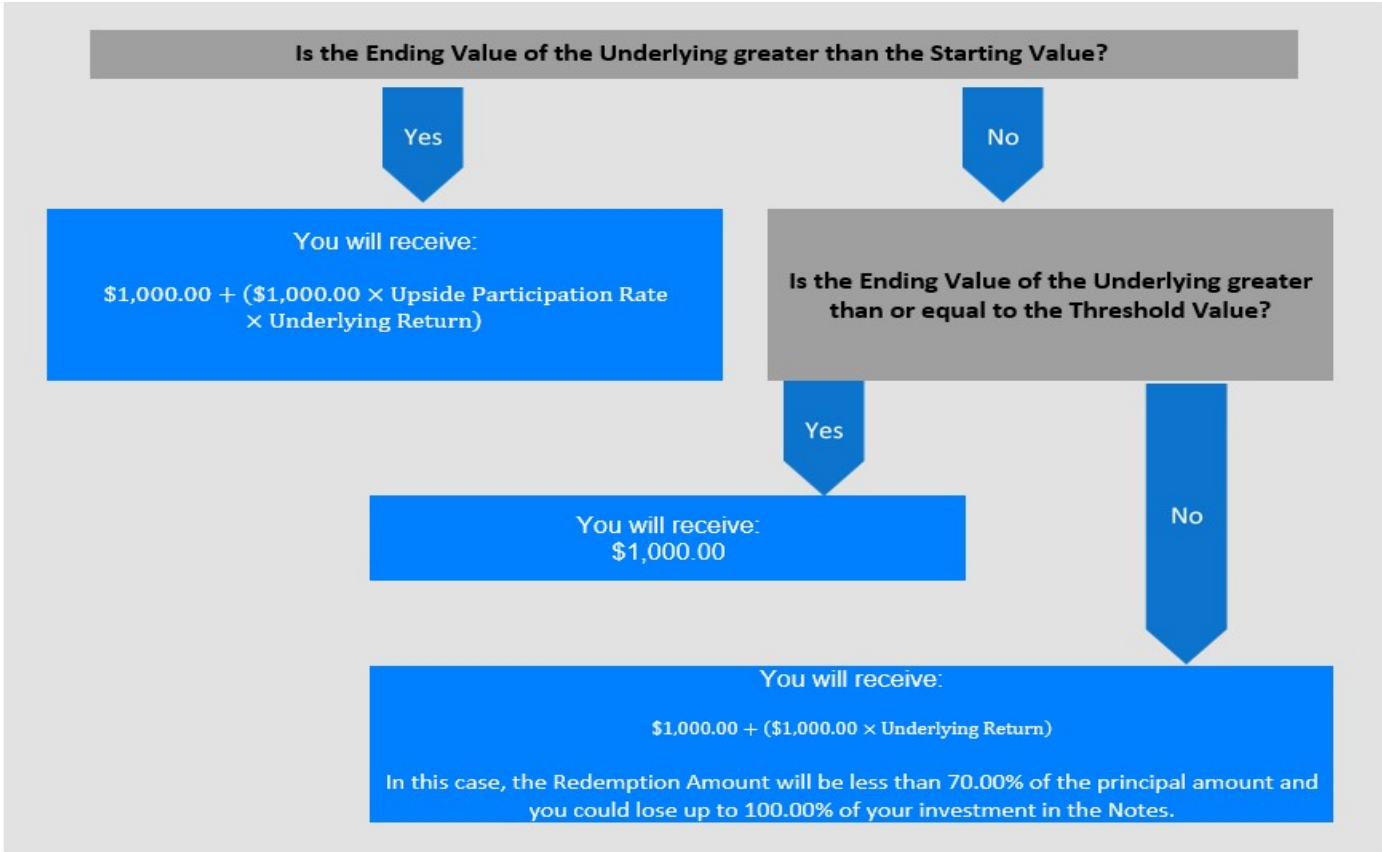 Is the Ending Value of the Underlying greater than the Starting Value?
Yes
No
You will receive:
$1,000.00 + ($1,000.00 × Upside Participation Rate
× Underlying Return)
Is the Ending Value of the Underlying greater
than or equal to the Threshold Value?
Yes
No
You will receive:
$1,000.00
You will receive:
$1,000.00 + ($1,000.00 × Underlying Return)
In this case, the Redemption Amount will be less than 70.00% of the principal amount and
you could lose up to 100.00% of your investment in the Notes.